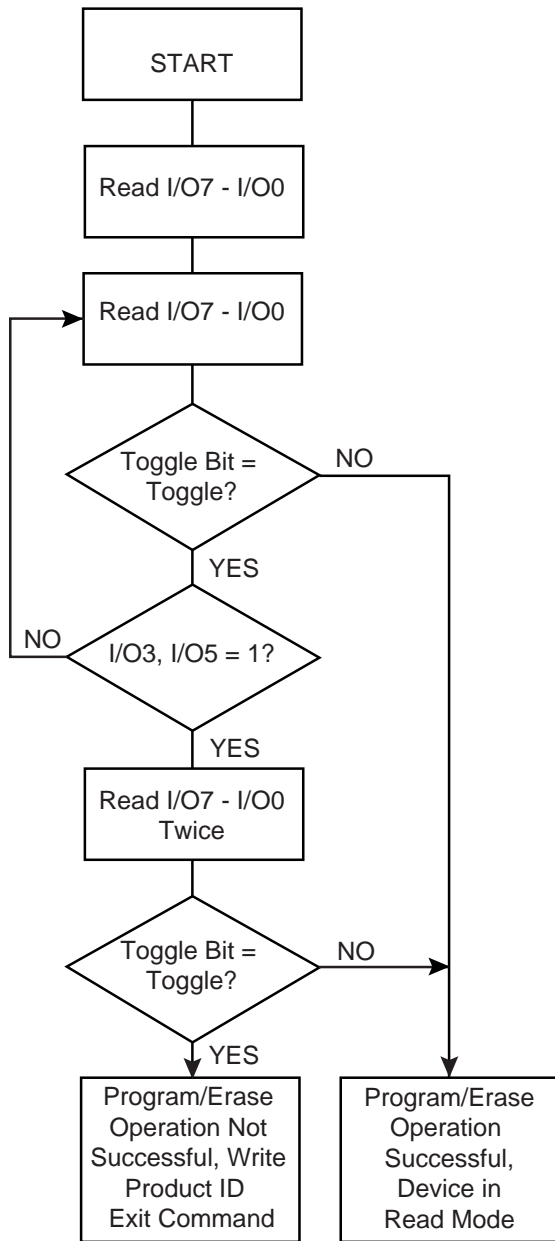 START
Read I/O7 - I/O0
Read I/O7 - I/O0
Toggle Bit =
Toggle?
NO
YES
NO
I/O3, I/O5 = 1?
YES
Read I/O7 - I/O0
Twice
Toggle Bit =
Toggle?
NO
YES
Program/Erase
Operation Not
Successful, Write
Product ID
Exit Command
Program/Erase
Operation
Successful,
Device in
Read Mode